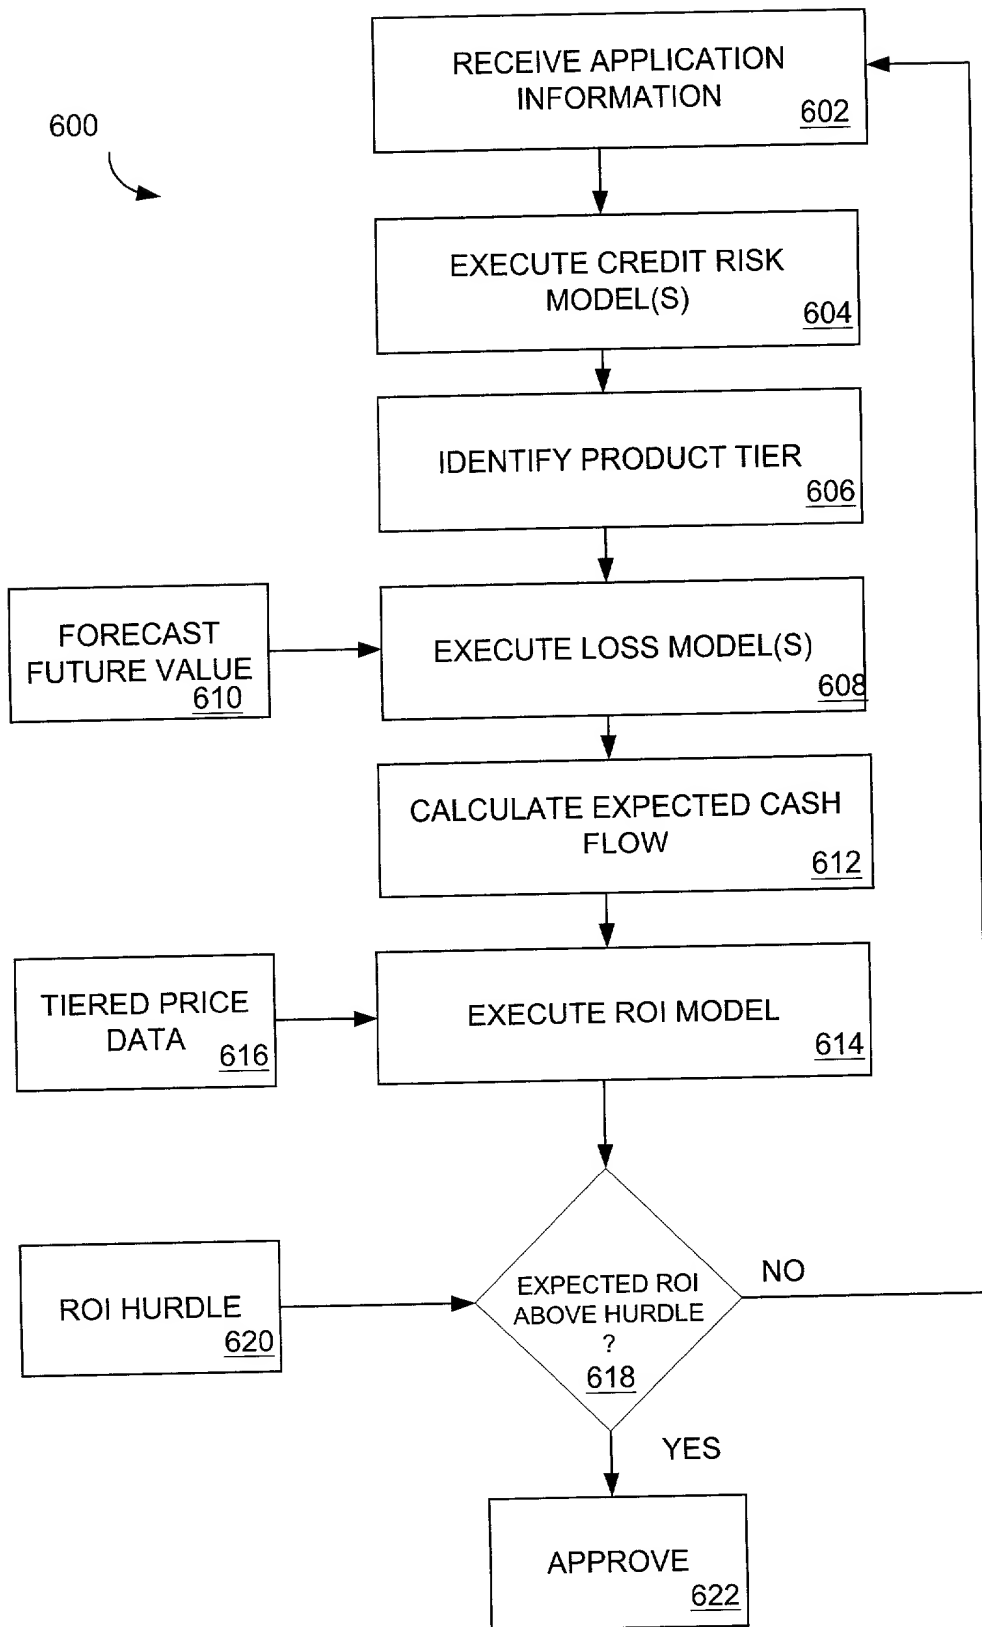 RECEIVE APPLICATION
INFORMATION
602
600
EXECUTE CREDIT RISK
MODEL(S)
604
IDENTIFY PRODUCT TIER
606
FORECAST
FUTURE VALUE
610
EXECUTE LOSS MODEL(S)
608
CALCULATE EXPECTED CASH
FLOW
612
TIERED PRICE
DATA
616
EXECUTE ROI MODEL
614
ROI HURDLE
620
EXPECTED ROI
ABOVE HURDLE
?
618
NO
YES
APPROVE
622